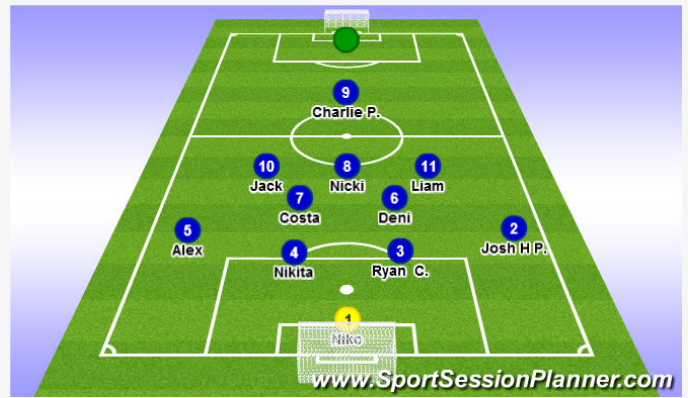 9
Charlie P.
10 8 11
Jack Nicki Liam
7 6
Costa Deni
5 2
Alex Josh H P.
4 3
Nikita Ryan C.
1
Niko
www.SportSessionPlanner.com